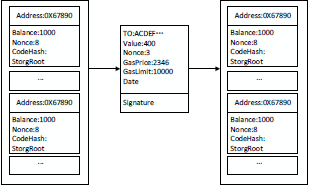 Address:0X67890
Balance:1000
Nonce:8
CodeHash:
StorgRoot
...
Address:0X67890
Balance:1000
Nonce:8
CodeHash:
StorgRoot
...
TO:ACDEF···
Value:400
Nonce:3
GasPrice:2346
GasLimit:10000
Date
Signature
Address:0X67890
Balance:1000
Nonce:8
CodeHash:
StorgRoot
...
Address:0X67890
Balance:1000
Nonce:8
CodeHash:
StorgRoot
...